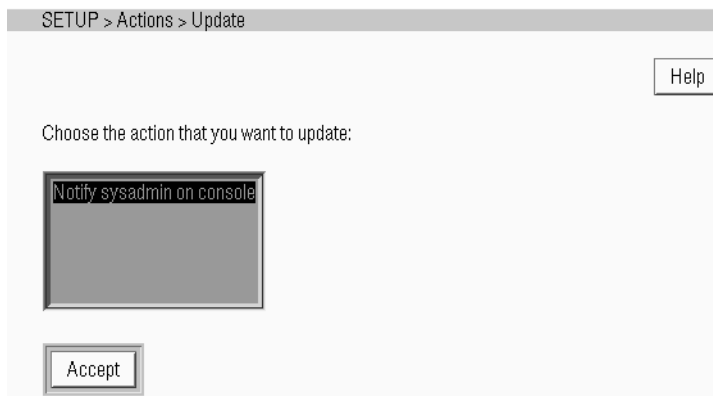 SETUP > Actions > Update
Help
Choose the action that you want to update:
Notify sysadmin on console
Accept